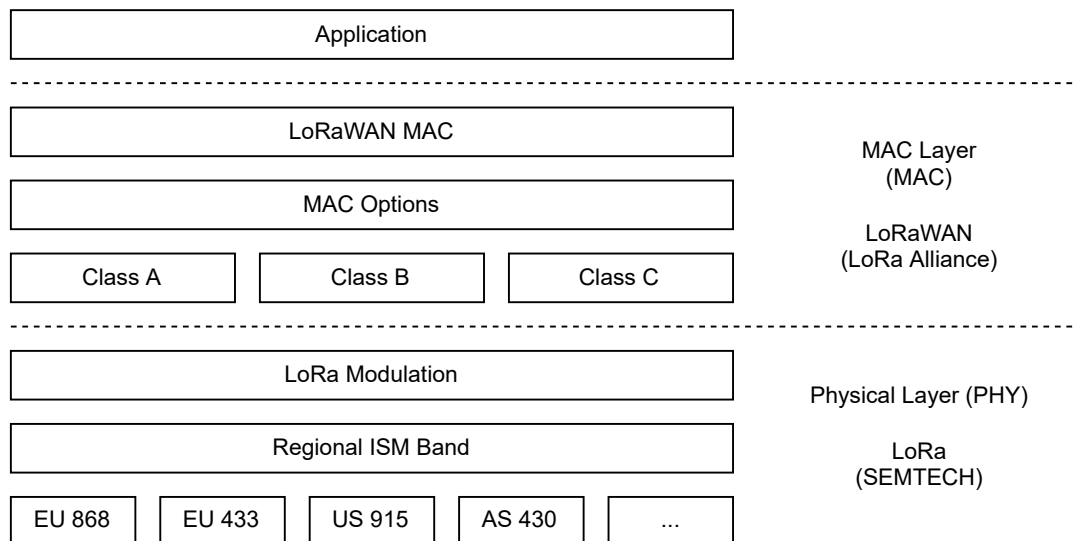 Application
LoRaWAN MAC
MAC Options
Class A
Class B
Class C
MAC Layer
(MAC)
LoRaWAN
(LoRa Alliance)
LoRa Modulation
Regional ISM Band
EU 868
EU 433
US 915
AS 430
...
Physical Layer (PHY)
LoRa
(SEMTECH)